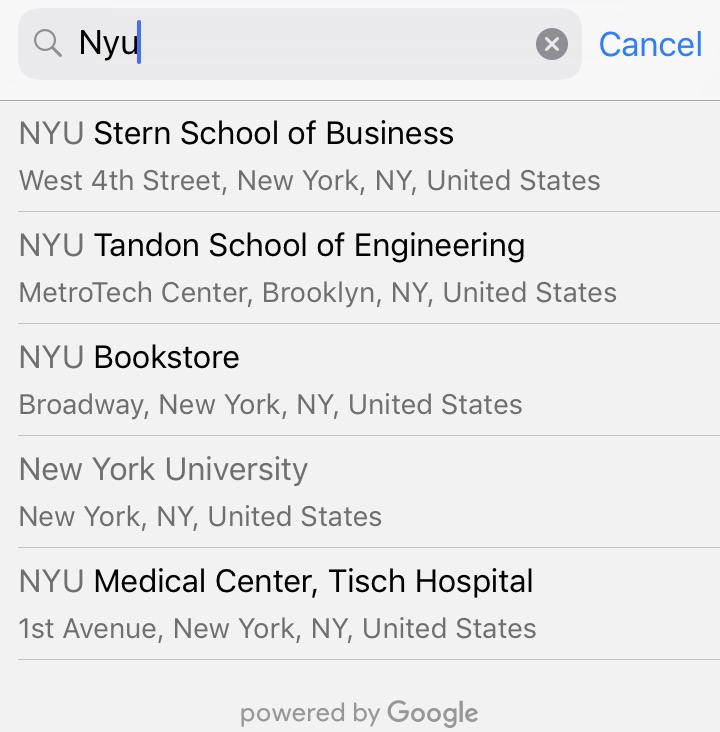 Nyu
Cancel
NYU Stern School of Business
West 4th Street, New York, NY, United States
NYU Tandon School of Engineering
MetroTech Center, Brooklyn, NY, United States
NYU Bookstore
Broadway, New York, NY, United States
New York University
New York, NY, United States
NYU Medical Center, Tisch Hospital
1st Avenue, New York, NY, United States
powered by Google